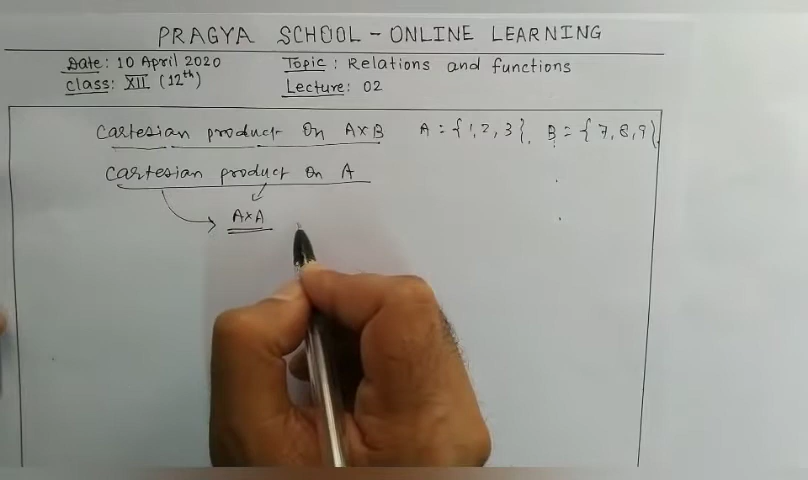 PRAGYA SCHOOL - ONLINE LEARNING
Date: 10 April 2020 Topic: Relations and functions
Class: XII (12th) Lecture: 02
Cartesian product On A×B A = {1, 2, 3}. B = {7, 8, 9}.
Cartesian product On A
A×A